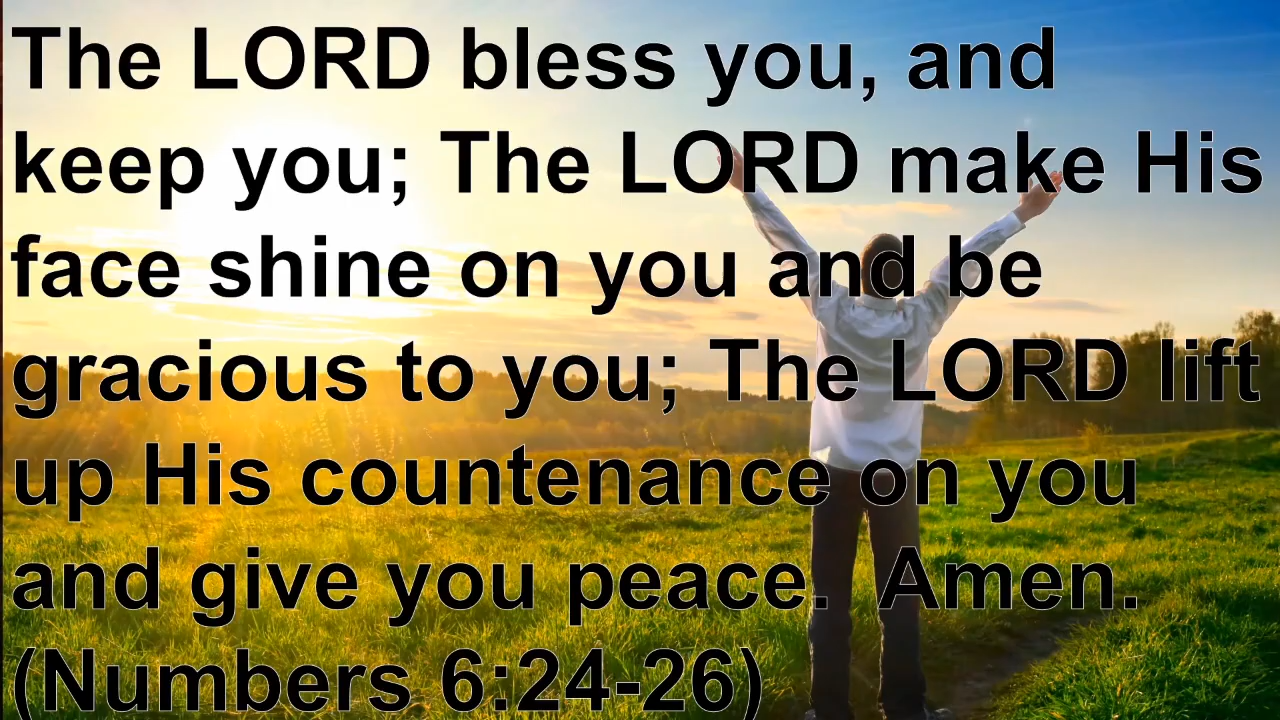 The LORD bless you, and
keep you; The LORD make His
face shine on you and be
gracious to you; The LORD lift
up His countenance on you
and give you peace.  Amen.
(Numbers 6:24-26)